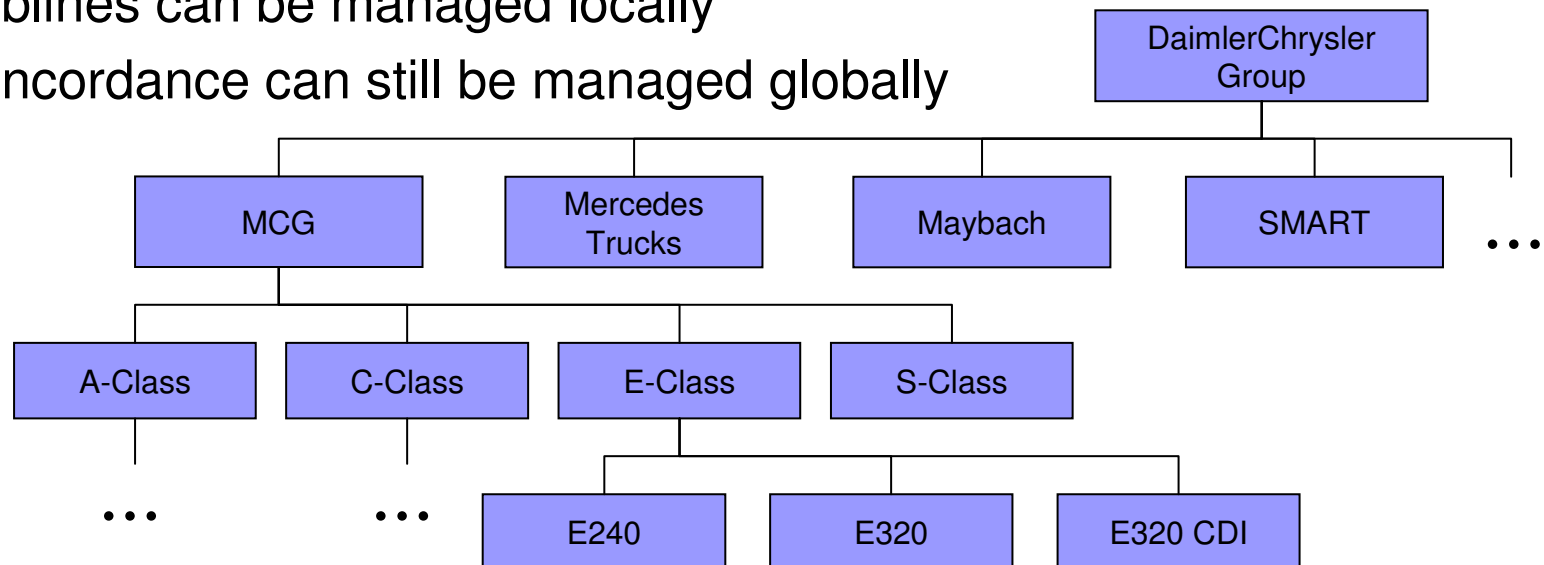 blines can be managed locally
ncordance can still be managed globally
DaimlerChrysler
Group
MCG
Mercedes
Trucks
Maybach
SMART
...
A-Class
C-Class
E-Class
S-Class
...
...
E240
E320
E320 CDI